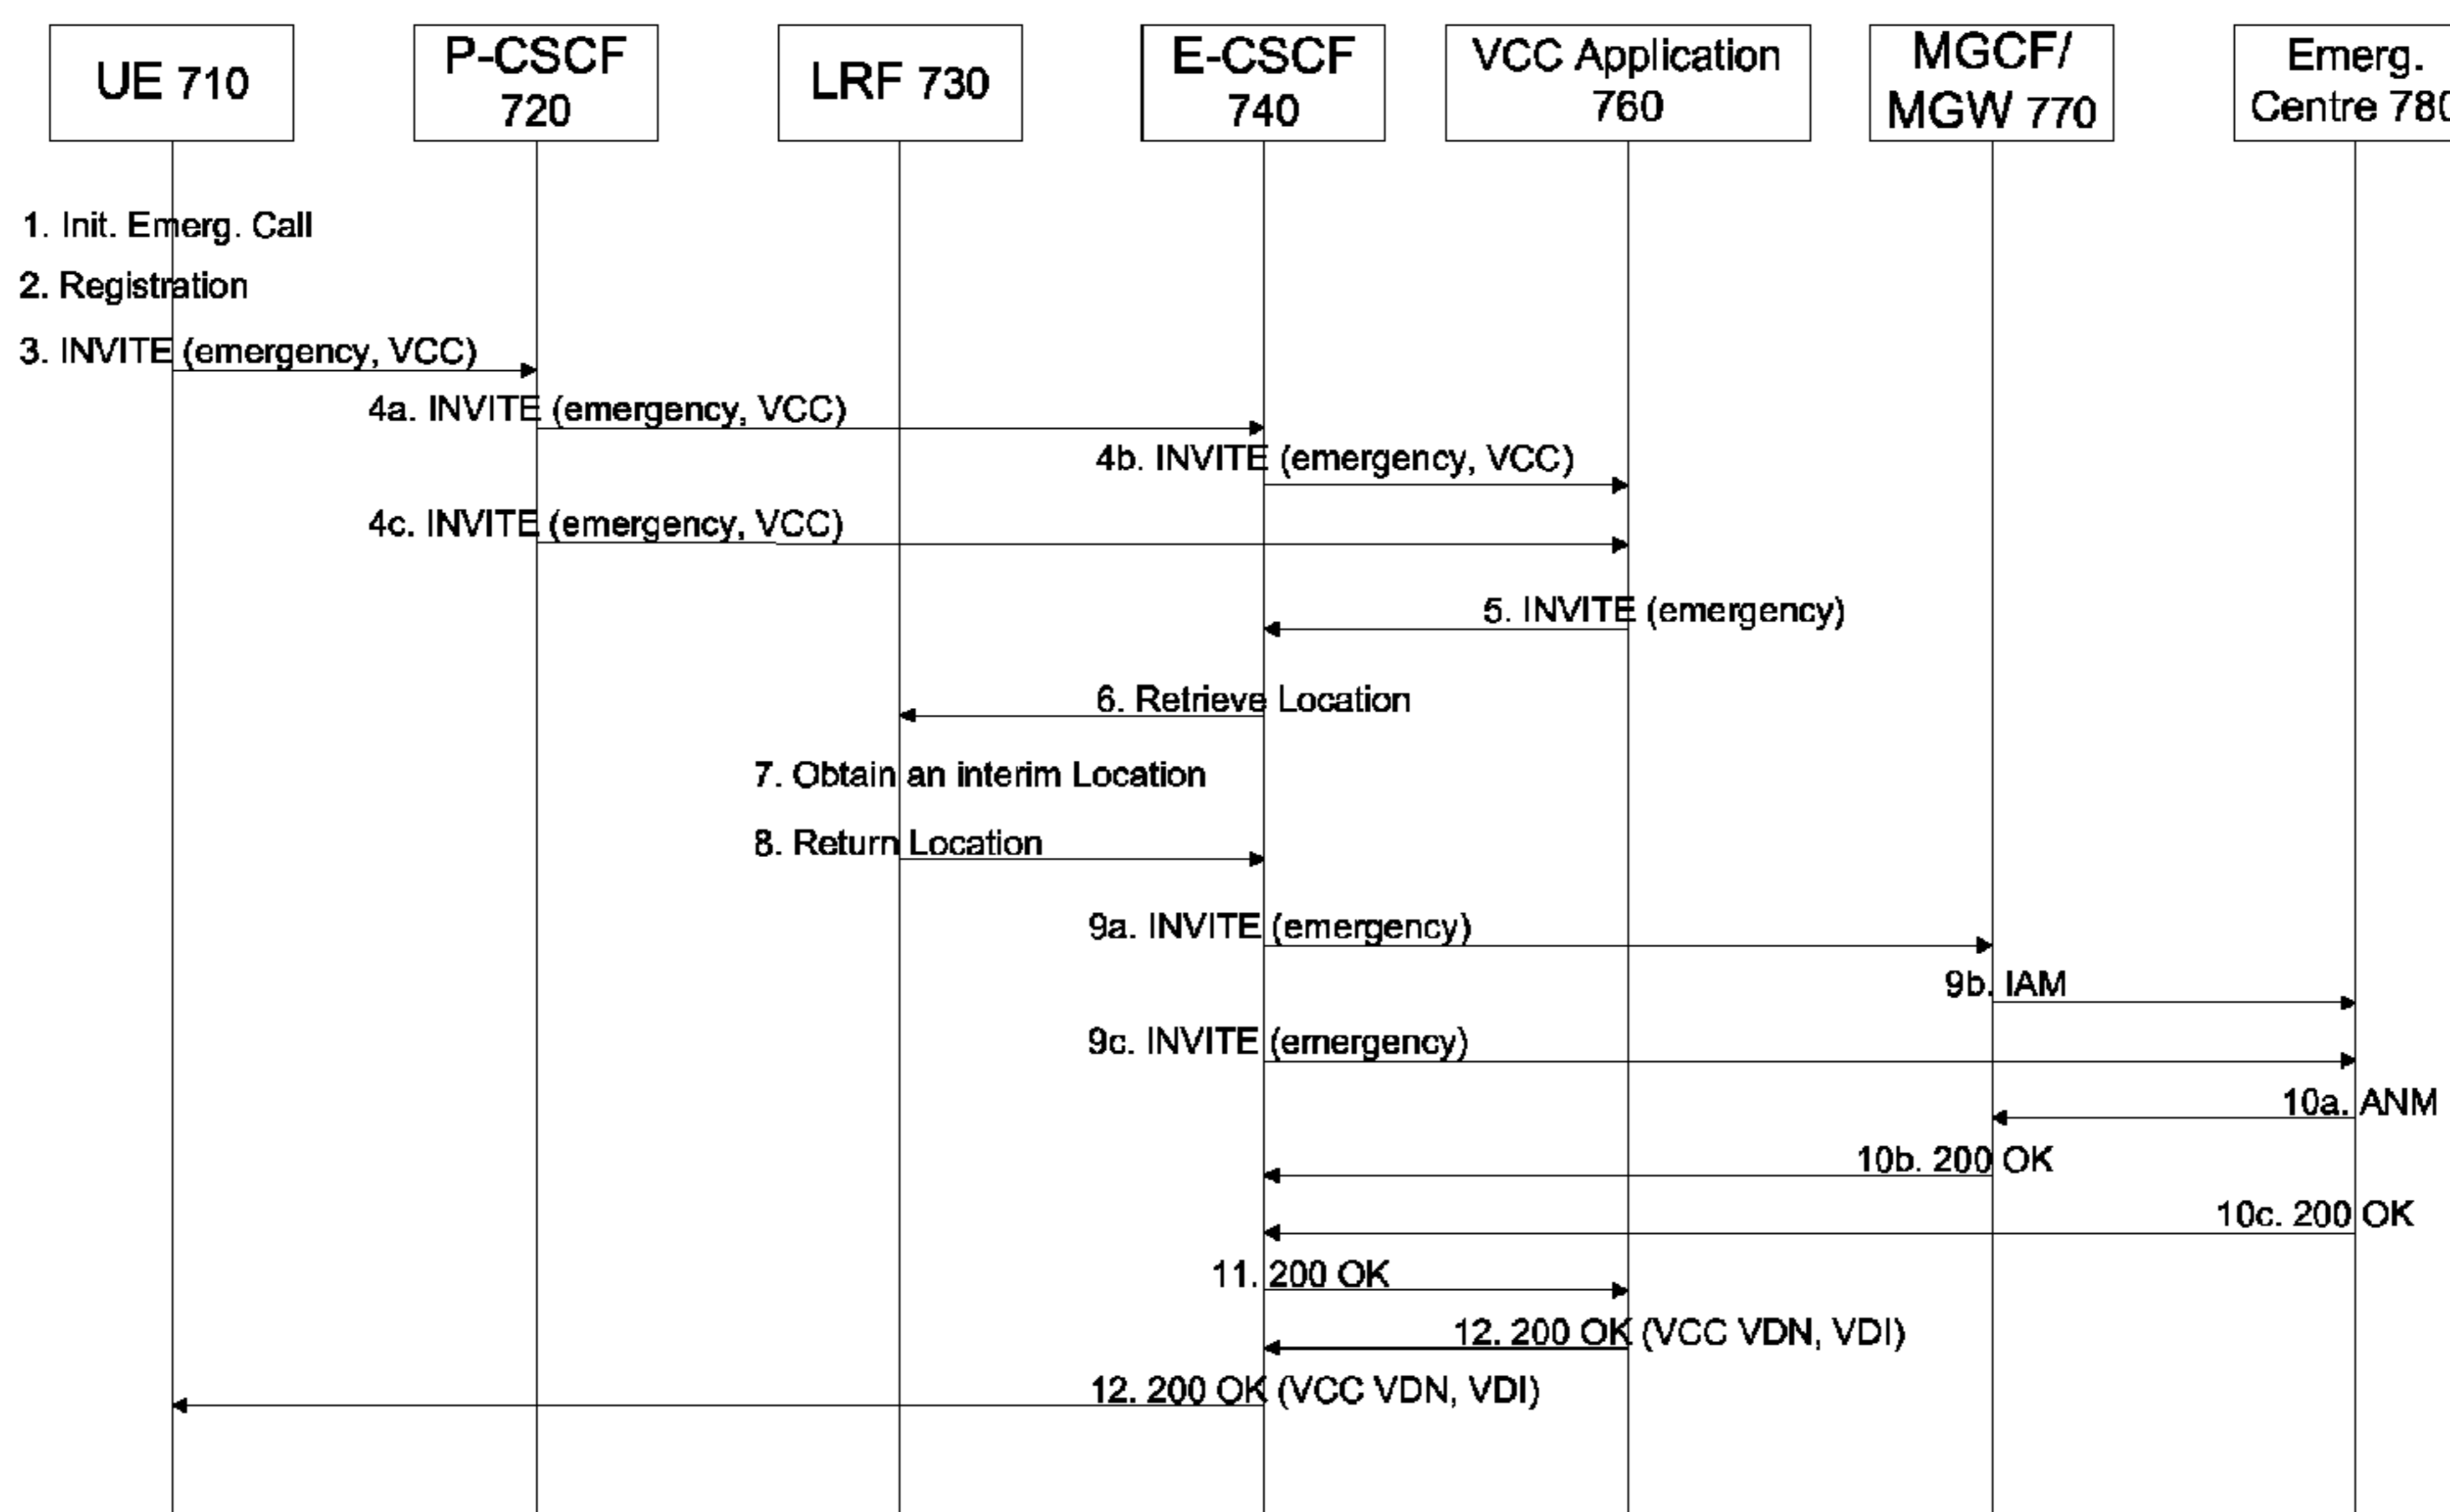 UE 710
P-CSCF
720
LRF 730
E-CSCF
740
VCC Application
760
MGCF/
MGW 770
Emerg.
Centre 780
1. Init. Emerg. Call
2. Registration
3. INVITE (emergency, VCC)
4a. INVITE (emergency, VCC)
4b. INVITE (emergency, VCC)
4c. INVITE (emergency, VCC)
5. INVITE (emergency)
6. Retrieve Location
7. Obtain an interim Location
8. Return Location
9a. INVITE (emergency)
9b. IAM
9c. INVITE (emergency)
10a. ANM
10b. 200 OK
10c. 200 OK
11. 200 OK
12. 200 OK (VCC VDN, VDI)
12. 200 OK (VCC VDN, VDI)